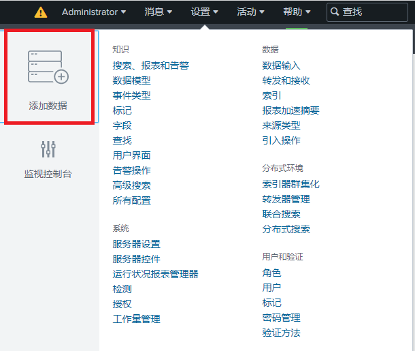 Administrator 消息 设置 活动 帮助 查找
添加数据
监视控制台
知识
搜索、报表和告警
数据模型
事件类型
标记
字段
查找
用户界面
告警操作
高级搜索
所有配置
系统
服务器设置
服务器控件
运行状况报表管理器
检测
授权
工作量管理
数据
数据输入
转发和接收
索引
报表加速摘要
来源类型
引入操作
分布式环境
索引器群集化
转发器管理
联合搜索
分布式搜索
用户和验证
角色
用户
标记
密码管理
验证方法